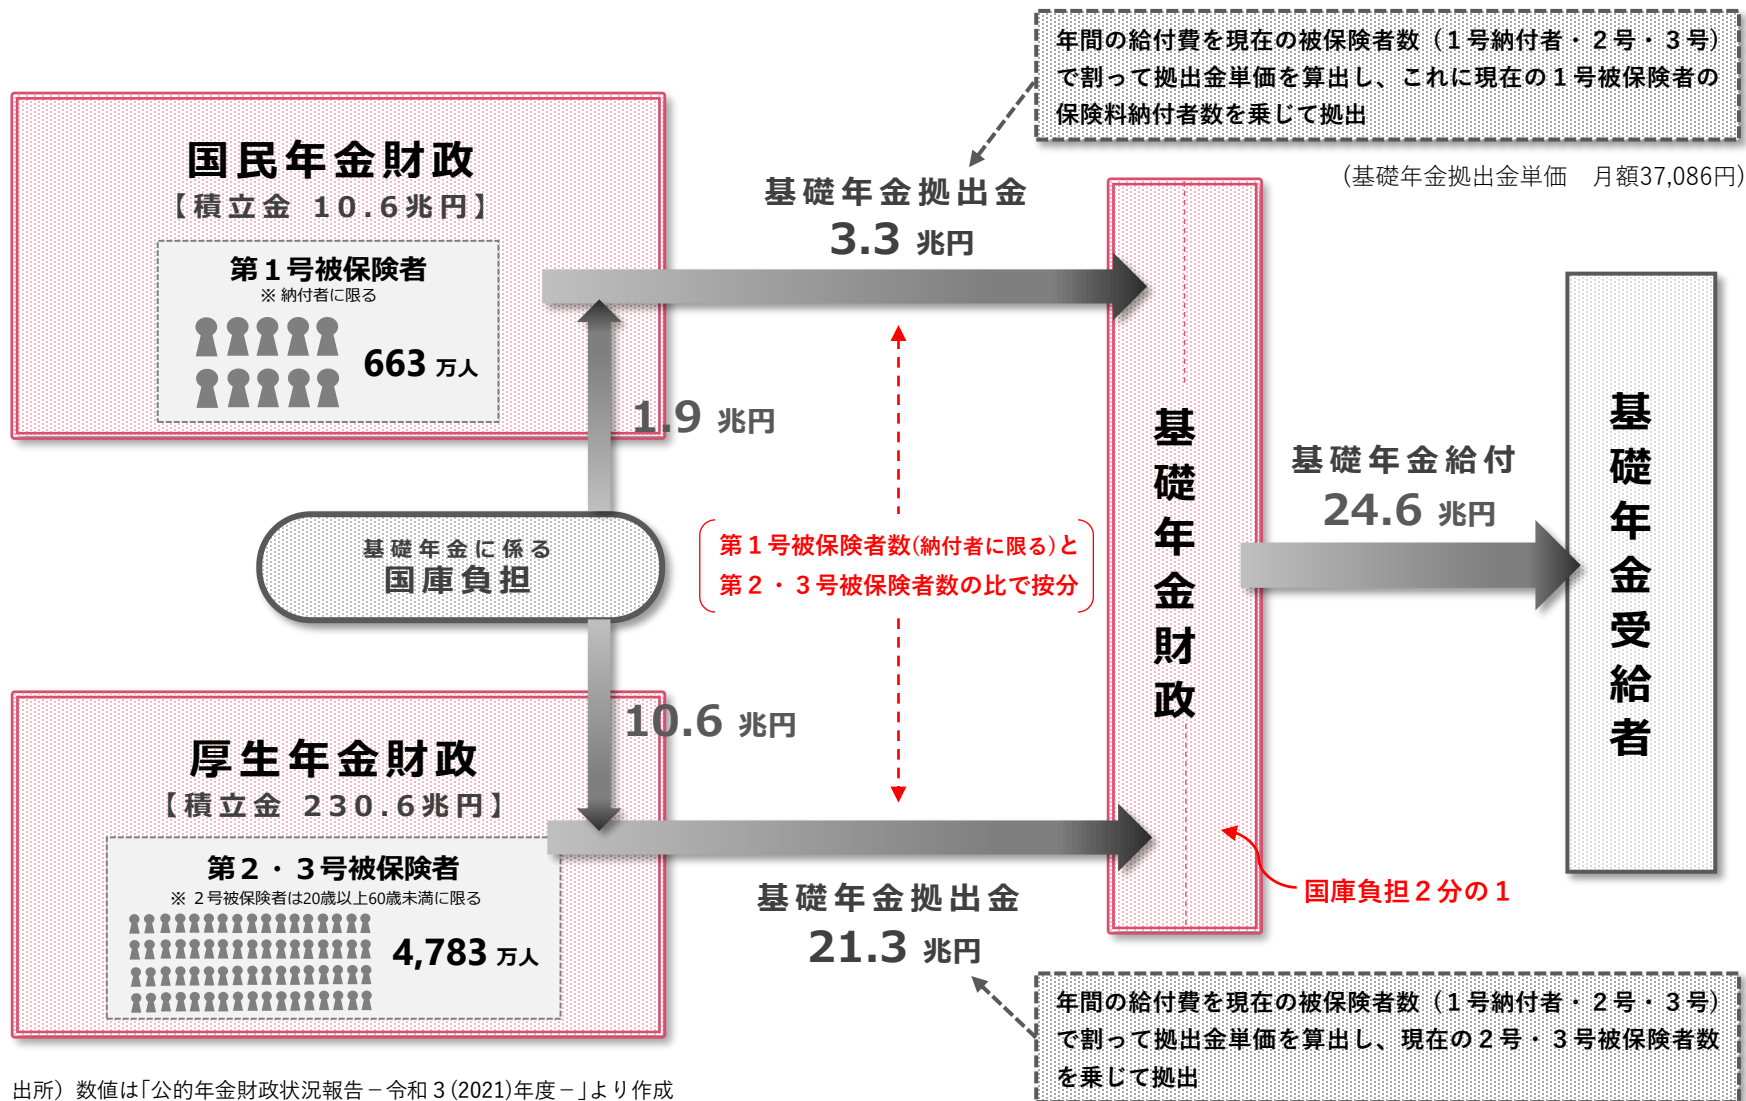 年間の給付費を現在の被保険者数（１号納付者・２号・３号）
で割って拠出金単価を算出し、これに現在の１号被保険者の
保険料納付者数を乗じて拠出
(基礎年金拠出金単価　月額37,086円)
国民年金財政
【積立金 10.6兆円】
第１号被保険者
※ 納付者に限る
663 万人
基礎年金拠出金
3.3 兆円
1.9 兆円
基礎年金に係る
国庫負担
第１号被保険者数(納付者に限る)と
第２・３号被保険者数の比で按分
基礎年金財政
基礎年金給付
24.6 兆円
基礎年金受給者
10.6 兆円
厚生年金財政
【積立金 230.6兆円】
第２・３号被保険者
※ ２号被保険者は20歳以上60歳未満に限る
4,783 万人
基礎年金拠出金
21.3 兆円
国庫負担２分の１
年間の給付費を現在の被保険者数（１号納付者・２号・３号）
で割って拠出金単価を算出し、現在の２号・３号被保険者数
を乗じて拠出
出所）数値は｢公的年金財政状況報告－令和３(2021)年度－｣より作成